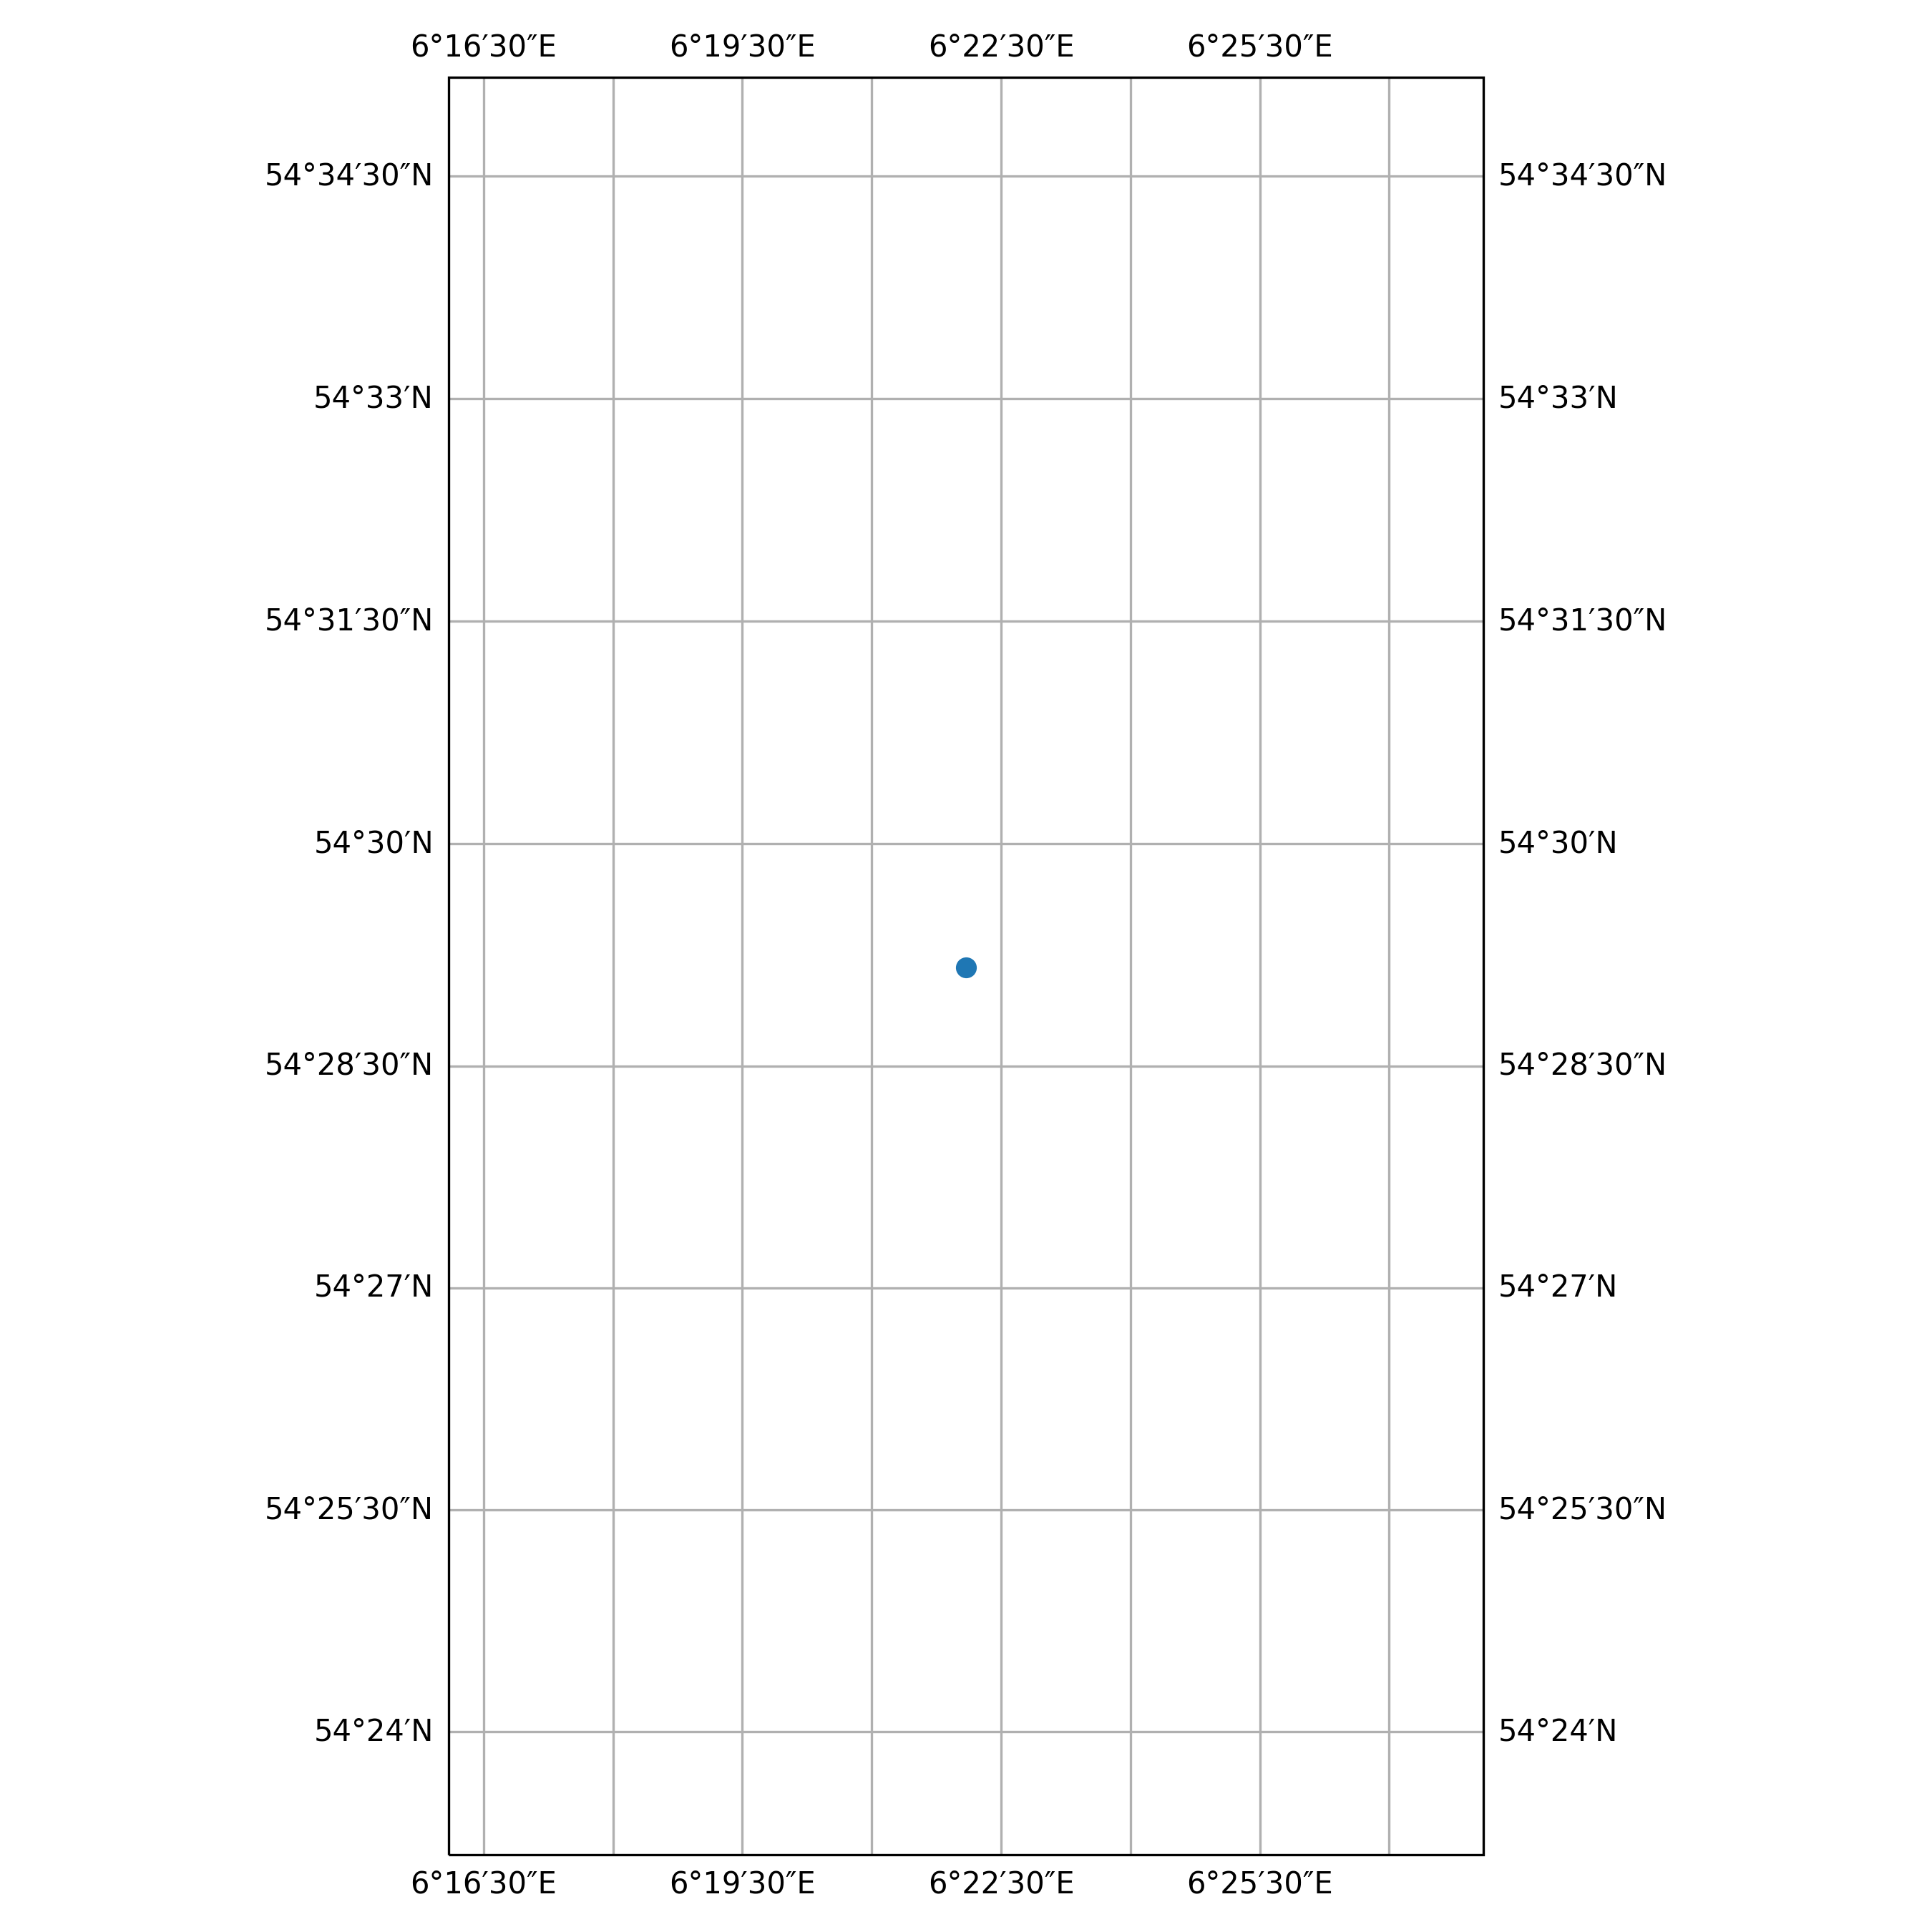 6°16′30″E 6°19′30″E 6°22′30″E 6°25′30″E
54°34′30″N 54°34′30″N
54°33′N 54°33′N
54°31′30″N 54°31′30″N
54°30′N 54°30′N
54°28′30″N 54°28′30″N
54°27′N 54°27′N
54°25′30″N 54°25′30″N
54°24′N 54°24′N
6°16′30″E 6°19′30″E 6°22′30″E 6°25′30″E